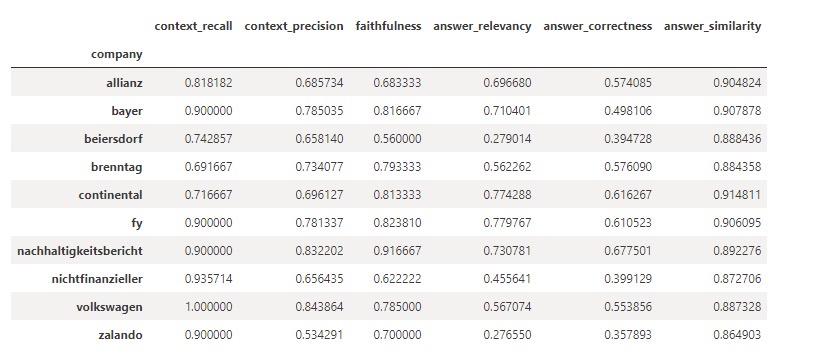 context_recall context_precision faithfulness answer_relevancy answer_correctness answer_similarity
company
allianz 0.818182 0.685734 0.683333 0.696680 0.574085 0.904824
bayer 0.900000 0.785035 0.816667 0.710401 0.498106 0.907878
beiersdorf 0.742857 0.658140 0.560000 0.279014 0.394728 0.888436
brenntag 0.691667 0.734077 0.793333 0.562262 0.576090 0.884358
continental 0.716667 0.696127 0.813333 0.774288 0.616267 0.914811
fy 0.900000 0.781337 0.823810 0.779767 0.610523 0.906095
nachhaltigkeitsbericht 0.900000 0.832202 0.916667 0.730781 0.677501 0.892276
nichtfinanzieller 0.935714 0.656435 0.622222 0.455641 0.399129 0.872706
volkswagen 1.000000 0.843864 0.785000 0.567074 0.553856 0.887328
zalando 0.900000 0.534291 0.700000 0.276550 0.357893 0.864903